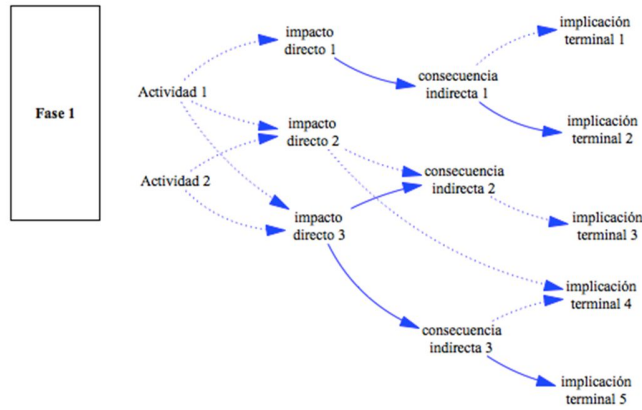 Fase 1
Actividad 1
Actividad 2
impacto
directo 1
impacto
directo 2
impacto
directo 3
consecuencia
indirecta 1
consecuencia
indirecta 2
consecuencia
indirecta 3
implicación
terminal 1
implicación
terminal 2
implicación
terminal 3
implicación
terminal 4
implicación
terminal 5